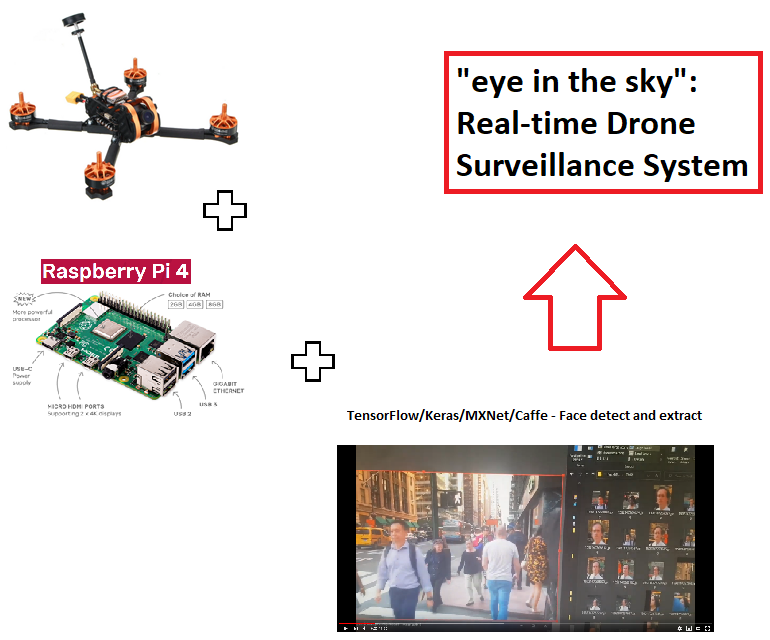 "eye in the sky":
Real-time Drone
Surveillance System
Raspberry Pi 4
NEW
More powerful
processor
Choice of RAM
2GB 4GB 8GB
USB-C
Power
supply
MICRO HDMI PORTS
Supporting 2 x 4K displays
USB 2
USB 3
GIGABIT
ETHERNET
TensorFlow/Keras/MXNet/Caffe - Face detect and extract